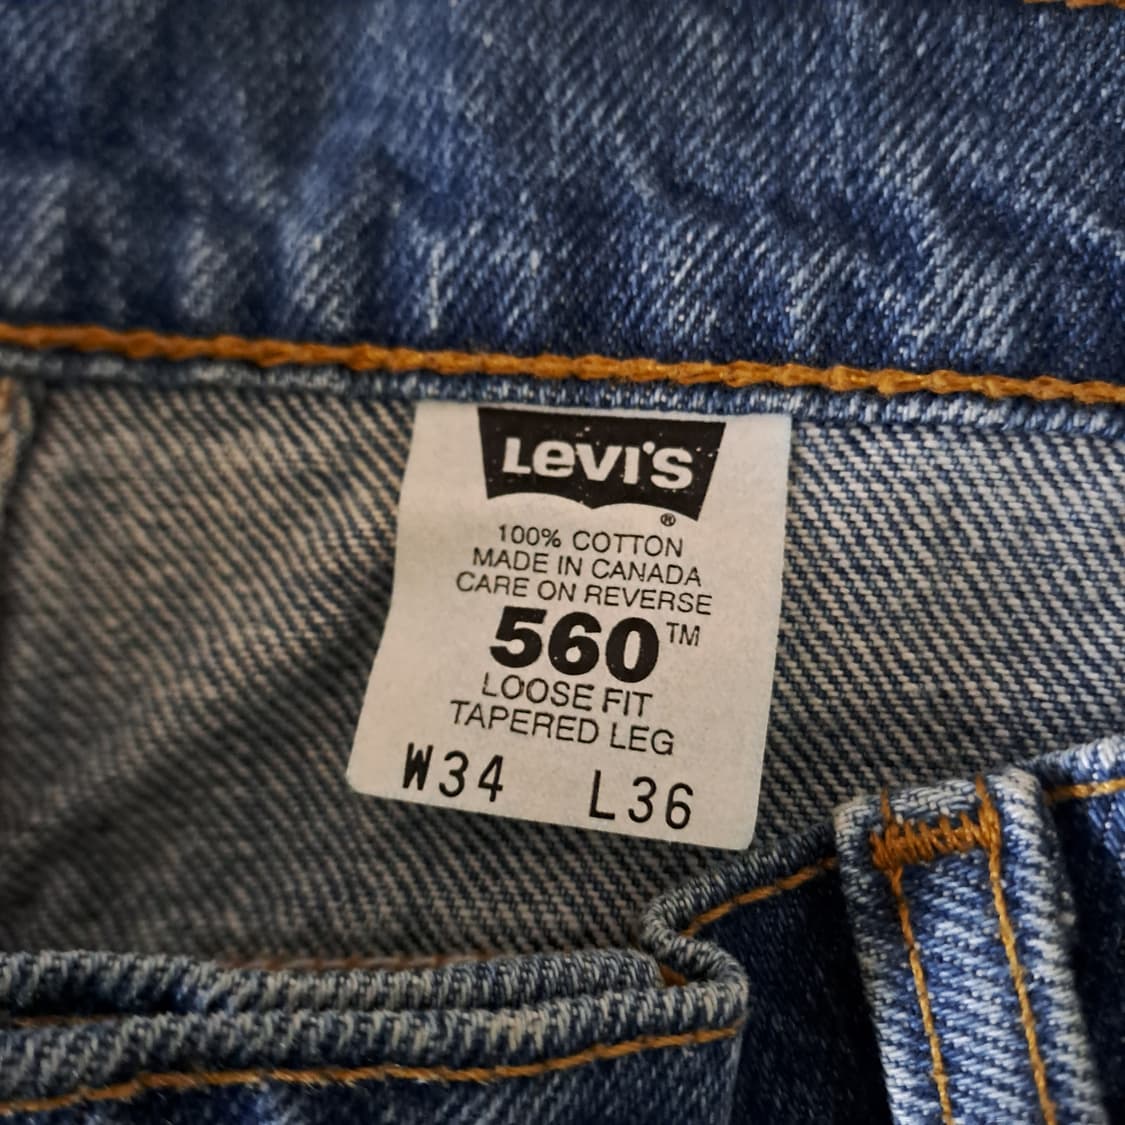 Levi's
®
100% COTTON
MADE IN CANADA
CARE ON REVERSE
560™
LOOSE FIT
TAPERED LEG
W34 L36